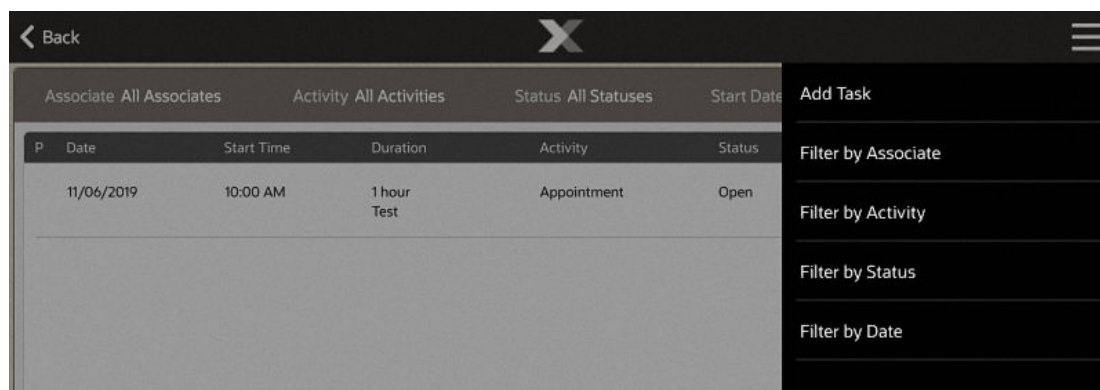 Back
Associate All Associates Activity All Activities Status All Statuses Start Date
P Date Start Time Duration Activity Status
11/06/2019 10:00 AM 1 hour Appointment Open
Test
Add Task
Filter by Associate
Filter by Activity
Filter by Status
Filter by Date